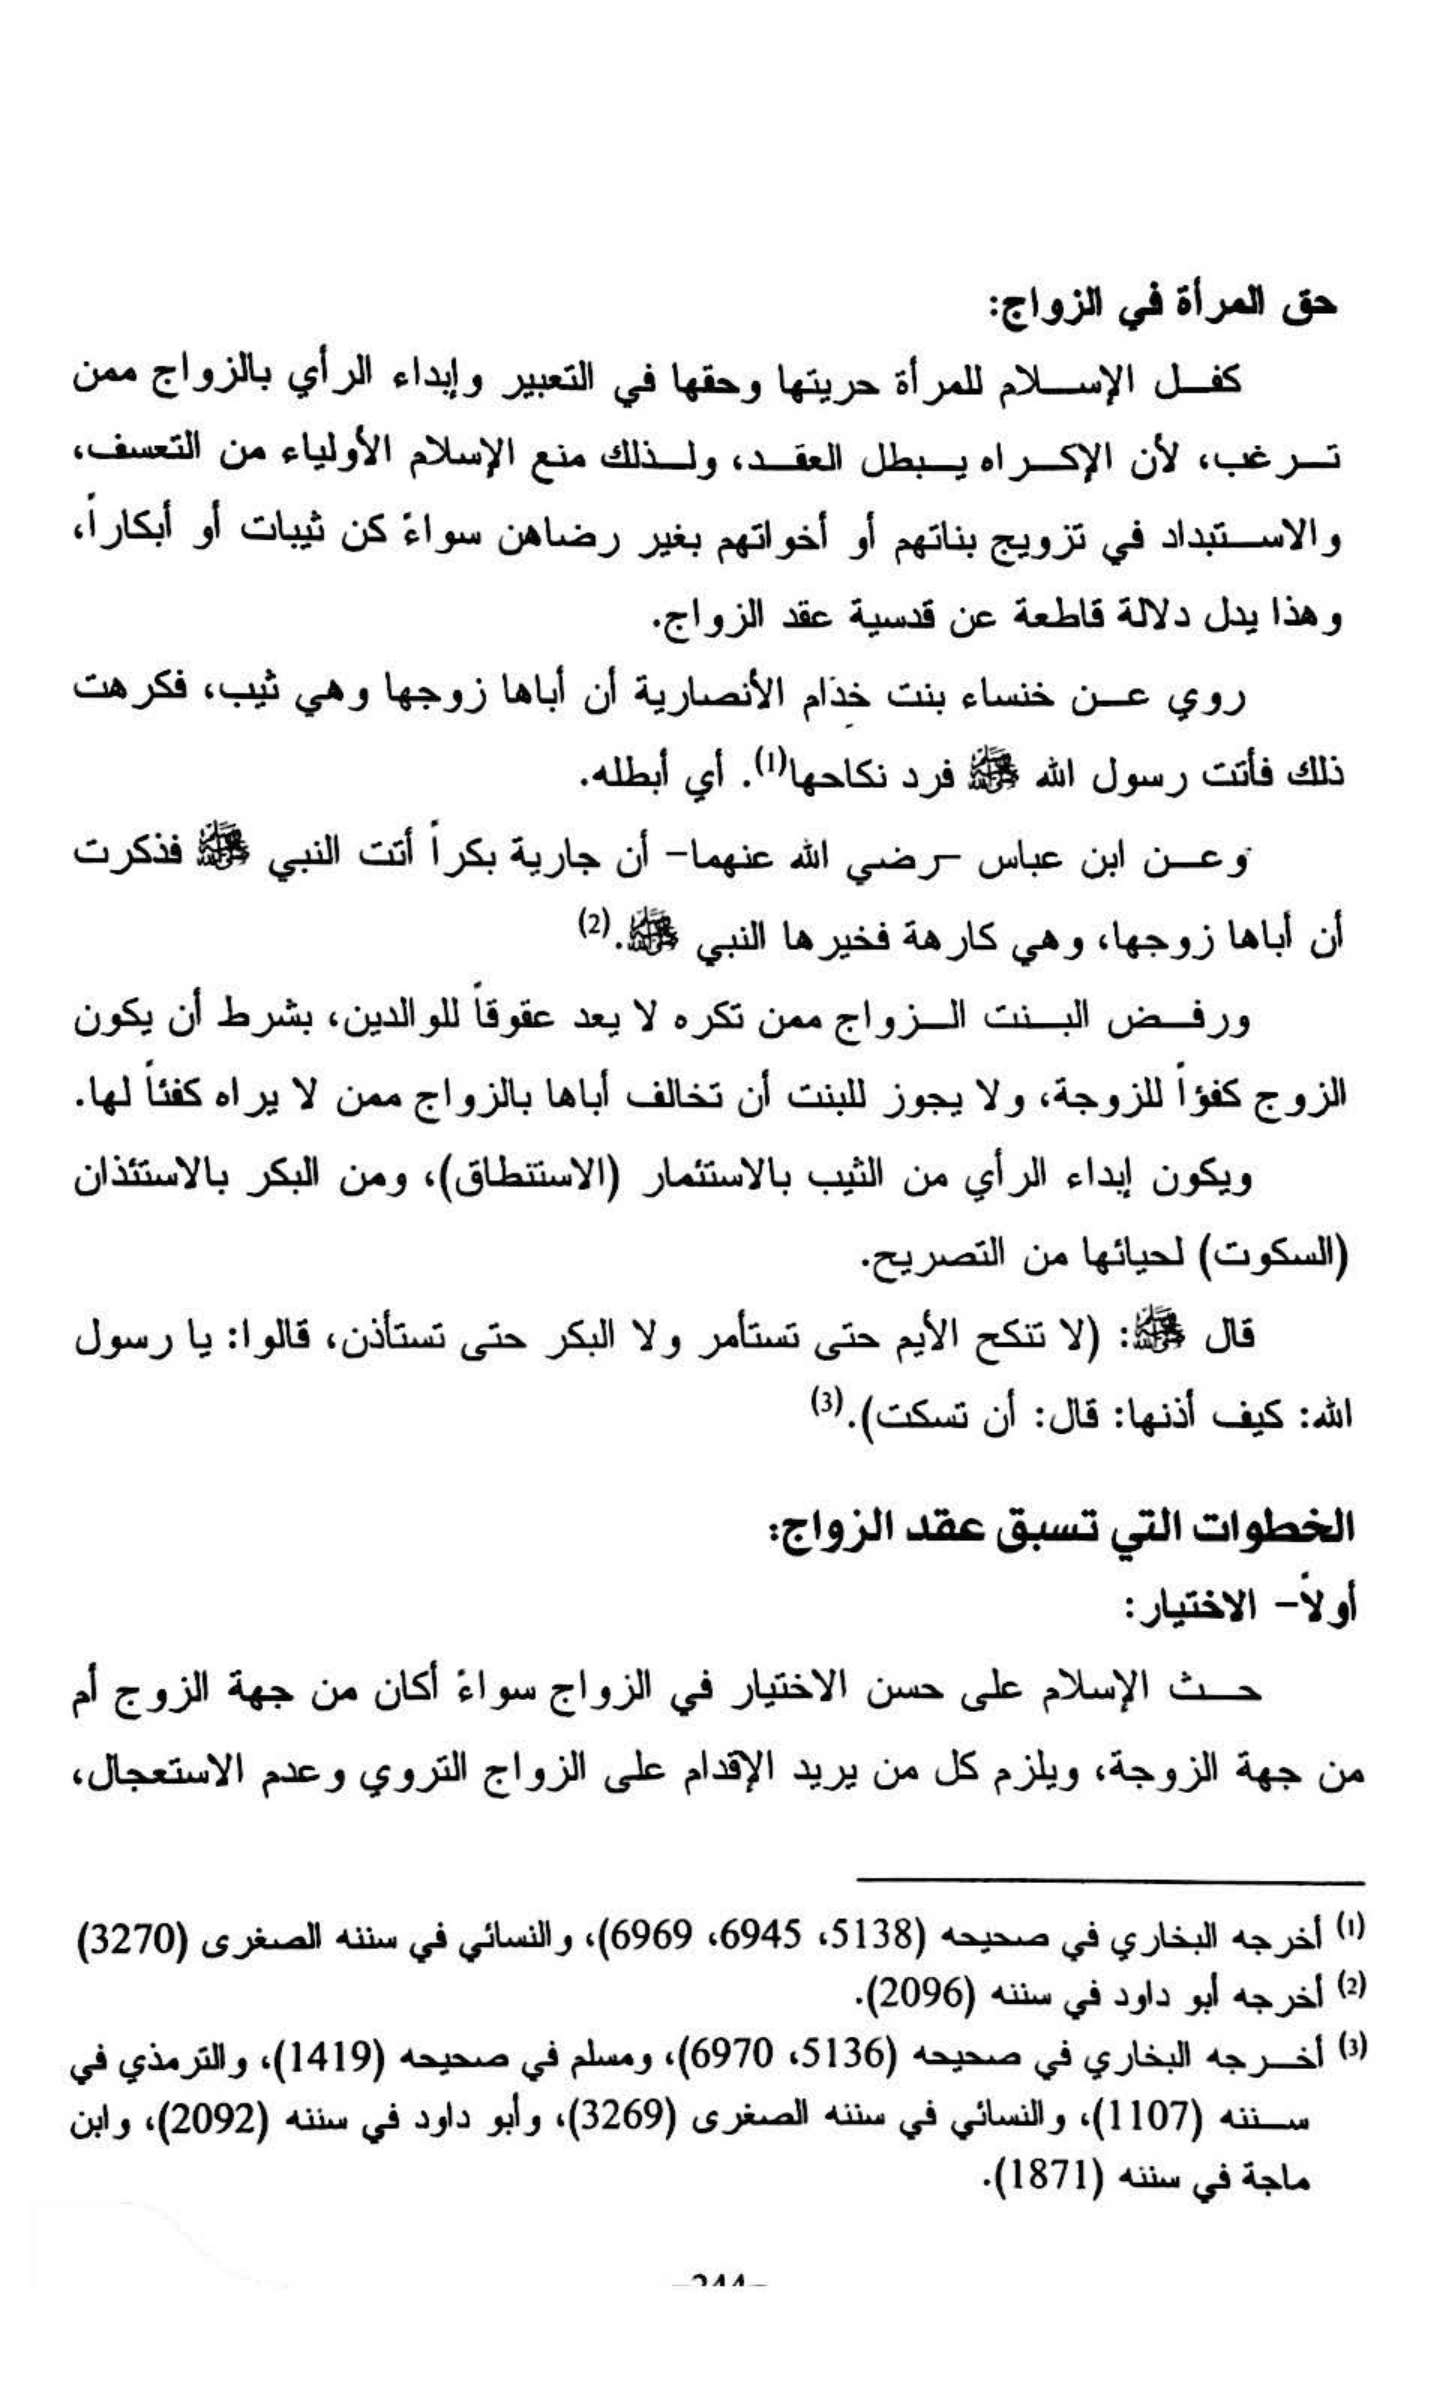 حق المرأة في الزواج:
كفل الإسلام للمرأة حريتها وحقها في التعبير وإبداء الرأي بالزواج ممن
ترغب، لأن الإكراه يبطل العقد، ولذلك منع الإسلام الأولياء من التعسف،
والاستبداد في تزويج بناتهم أو أخواتهم بغير رضاهن سواءً كن ثيبات أو أبكاراً،
وهذا يدل دلالة قاطعة عن قدسية عقد الزواج.
روي عن خنساء بنت خِذَام الأنصارية أن أباها زوجها وهي ثيب، فكرهت
ذلك فأتت رسول الله ﷺ فرد نكاحها(1). أي أبطله.
وعن ابن عباس -رضي الله عنهما- أن جارية بكراً أتت النبي ﷺ فذكرت
أن أباها زوجها، وهي كارهة فخيرها النبي ﷺ.(2)
ورفض البنت الزواج ممن تكره لا يعد عقوقاً للوالدين، بشرط أن يكون
الزوج كفؤاً للزوجة، ولا يجوز للبنت أن تخالف أباها بالزواج ممن لا يراه كفئاً لها.
ويكون إبداء الرأي من الثيب بالاستئمار (الاستنطاق)، ومن البكر بالاستئذان
(السكوت) لحيائها من التصريح.
قال ﷺ: (لا تنكح الأيم حتى تستأمر ولا البكر حتى تستأذن، قالوا: يا رسول
الله: كيف أذنها: قال: أن تسكت).(3)
الخطوات التي تسبق عقد الزواج:
أولاً- الاختيار:
حث الإسلام على حسن الاختيار في الزواج سواءً أكان من جهة الزوج أم
من جهة الزوجة، ويلزم كل من يريد الإقدام على الزواج التروي وعدم الاستعجال،
(1) أخرجه البخاري في صحيحه (5138، 6945، 6969)، والنسائي في سننه الصغرى (3270)
(2) أخرجه أبو داود في سننه (2096).
(3) أخرجه البخاري في صحيحه (5136، 6970)، ومسلم في صحيحه (1419)، والترمذي في
سننه (1107)، والنسائي في سننه الصغرى (3269)، وأبو داود في سننه (2092)، وابن
ماجة في سننه (1871).